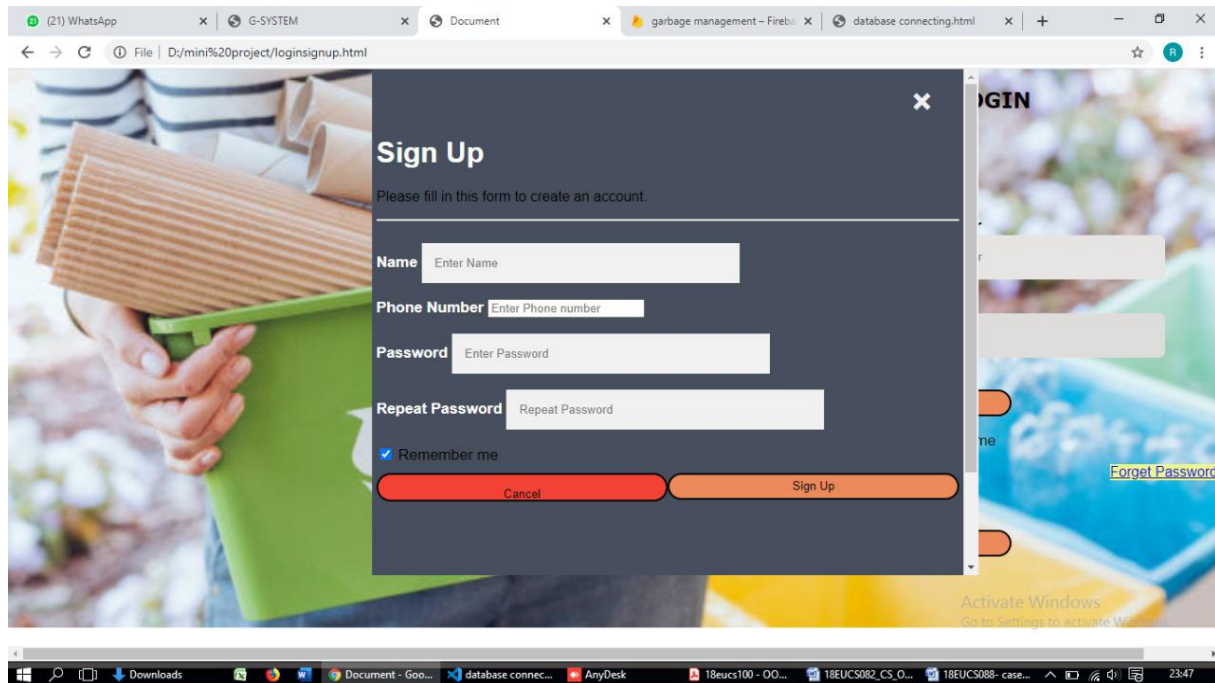 21
(21) WhatsApp
G-SYSTEM
Document
garbage management – Fireba
database connecting.html
File | D:/mini%20project/loginsignup.html
R
OGIN
Sign Up
Please fill in this form to create an account.
Name Enter Name
r
Phone Number Enter Phone number
Password Enter Password
Repeat Password Repeat Password
Remember me
me
Forget Password
Cancel
Sign Up
Activate Windows
Go to Settings to activate Windows.
Downloads
Document - Goo...
database connec...
AnyDesk
18eucs100 - OO...
18EUCS082_CS_O...
18EUCS088- case...
23:47